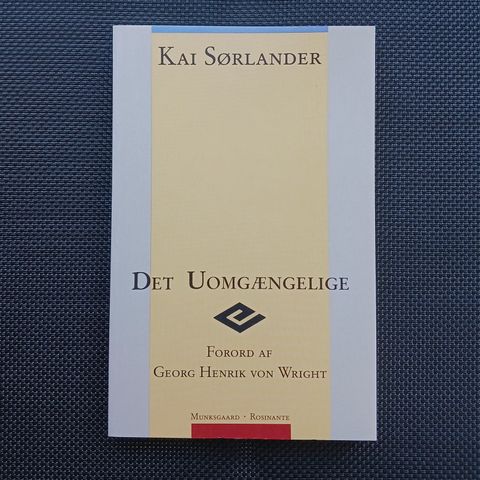 Kai Sørlander
Det Uomgængelige
Forord af
Georg Henrik von Wright
Munksgaard · Rosinante